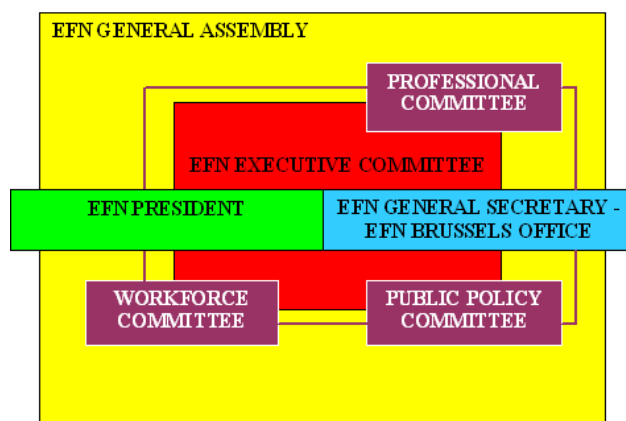 EFN GENERAL ASSEMBLY
PROFESSIONAL
COMMITTEE
EFN EXECUTIVE COMMITTEE
EFN PRESIDENT
EFN GENERAL SECRETARY -
EFN BRUSSELS OFFICE
WORKFORCE
COMMITTEE
PUBLIC POLICY
COMMITTEE